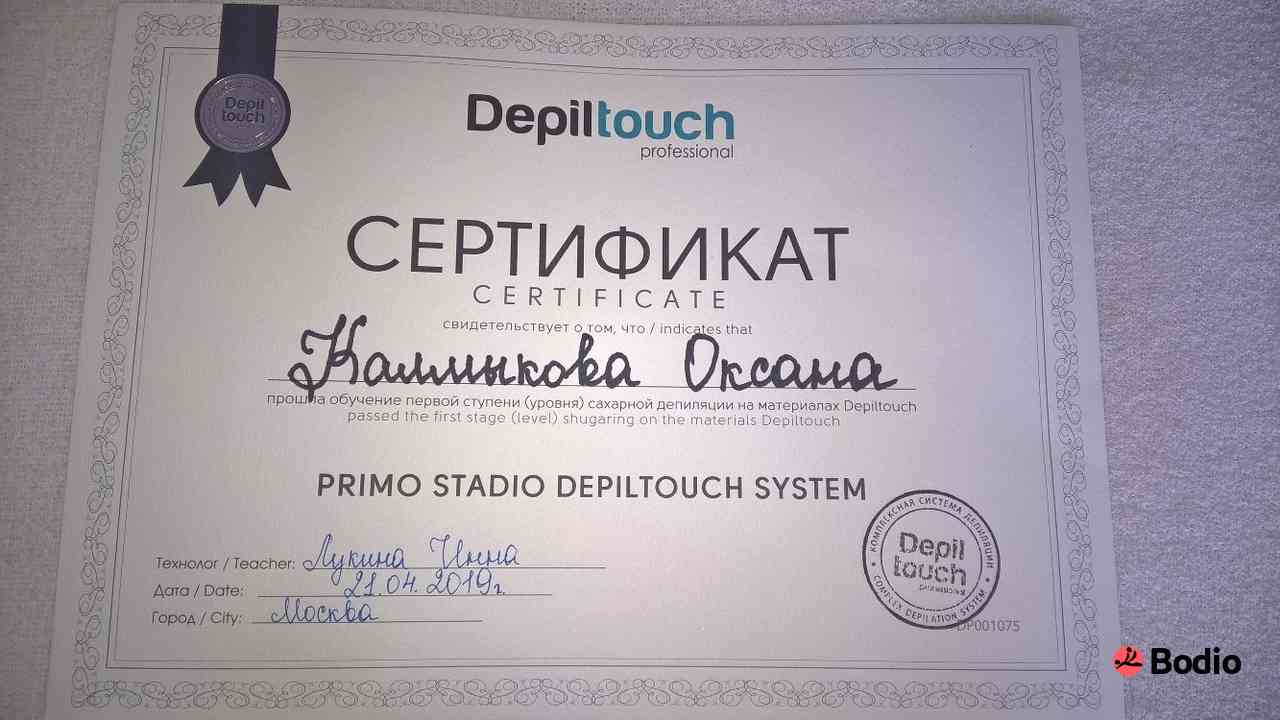 Depil
touch
Depiltouch
professional
СЕРТИФИКАТ
CERTIFICATE
свидетельствует о том, что / indicates that
Калмыкова Оксана
прошла обучение первой ступени (уровня) сахарной депиляции на материалах Depiltouch
passed the first stage (level) shugaring on the materials Depiltouch
PRIMO STADIO DEPILTOUCH SYSTEM
Технолог / Teacher: Лукина Инна
Дата / Date: 21.04.2019г.
Город / City: Москва
КОМПЛЕКСНАЯ СИСТЕМА ДЕПИЛЯЦИИ
Depil
touch
professional
COMPLEX DEPILATION SYSTEM
DP001075
Bodio